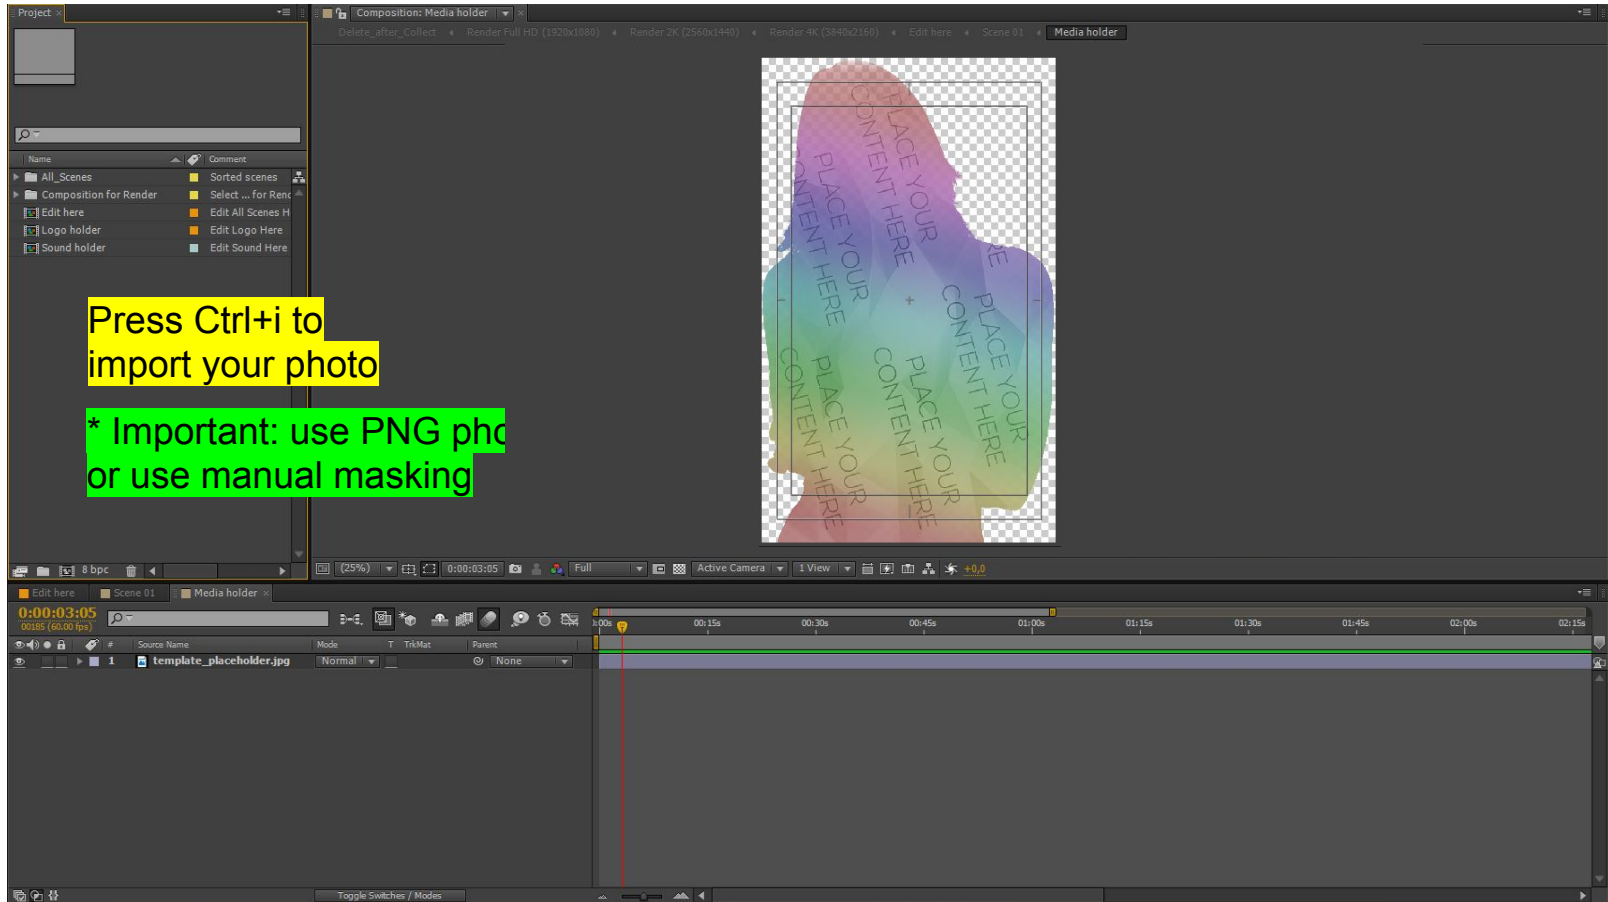 Project
Composition: Media holder
Delete_after_Collect
Render Full HD (1920x1080)
Render 2K (2560x1440)
Render 4K (3840x2160)
Edit here
Scene 01
Media holder
Name
Comment
All_Scenes
Sorted scenes
Composition for Render
Select ... for Rend
Edit here
Edit All Scenes H
Logo holder
Edit Logo Here
Sound holder
Edit Sound Here
Press Ctrl+i to
import your photo
* Important: use PNG pho
or use manual masking
PLACE YOUR
CONTENT HERE
PLACE YOUR
CONTENT HERE
PLACE YOUR
CONTENT HERE
PLACE YOUR
CONTENT HERE
PLACE YOUR
CONTENT HERE
RE
8 bpc
(25%)
0:00:03:05
Full
Active Camera
1 View
+0,0
Edit here
Scene 01
Media holder
0:00:03:05
00185 (60.00 fps)
00:15s
00:30s
00:45s
01:00s
01:15s
01:30s
01:45s
02:00s
02:15s
#
Source Name
Mode
T
TrkMat
Parent
1
template_placeholder.jpg
Normal
None
Toggle Switches / Modes